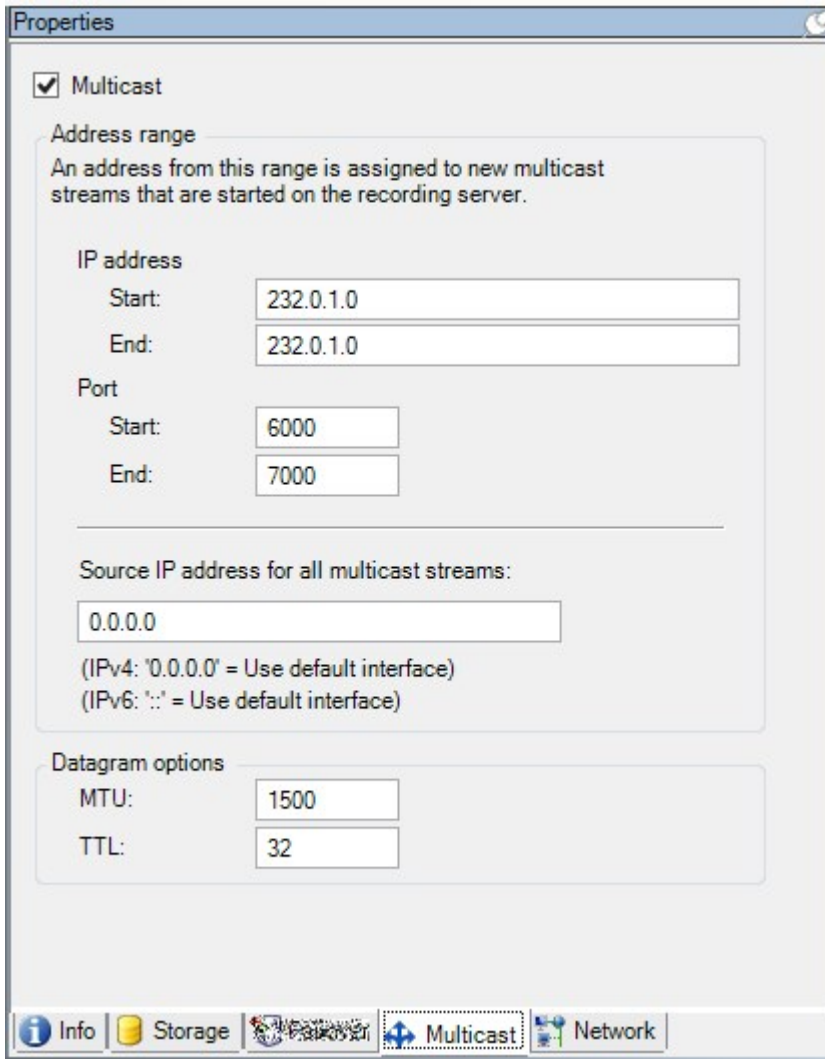 Properties
Multicast
Address range
An address from this range is assigned to new multicast
streams that are started on the recording server.
IP address
Start: 232.0.1.0
End: 232.0.1.0
Port
Start: 6000
End: 7000
Source IP address for all multicast streams:
0.0.0.0
(IPv4: '0.0.0.0' = Use default interface)
(IPv6: '::' = Use default interface)
Datagram options
MTU: 1500
TTL: 32
Info Storage Multicast Network